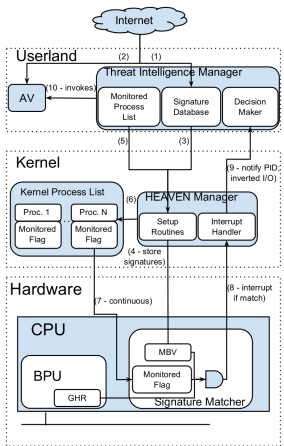 Internet
Userland
(2)
(1)
Threat Intelligence Manager
AV
(10 - invokes)
Monitored
Process
List
Signature
Database
Decision
Maker
(5)
(3)
Kernel
(9 - notify PID;
inverted I/O)
Kernel Process List
(6)
HEAVEN Manager
Proc. 1
Proc. N
Monitored
Flag
Monitored
Flag
Setup
Routines
Interrupt
Handler
(4 - store
signatures)
Hardware
(7 - continuous)
(8 - interrupt
if match)
CPU
MBV
BPU
Monitored
Flag
GHR
Signature Matcher